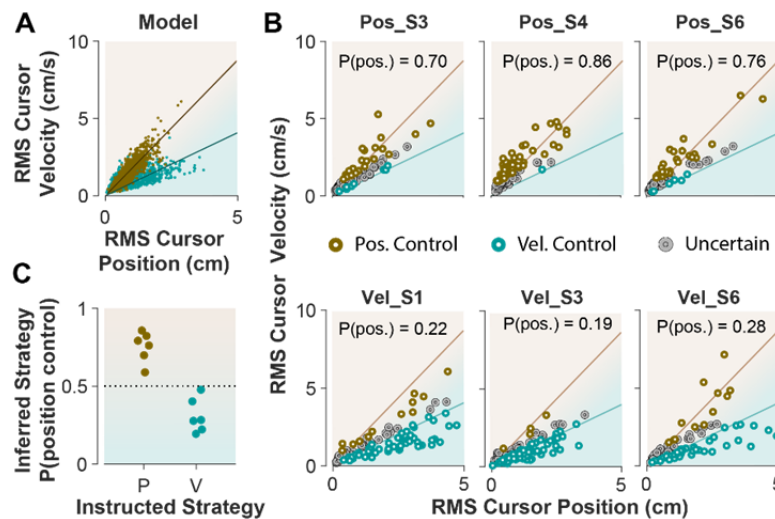 A
Model
RMS Cursor
Velocity (cm/s)
10
5
0
0
5
RMS Cursor
Position (cm)
B
Pos_S3
Pos_S4
Pos_S6
P(pos.) = 0.70
P(pos.) = 0.86
P(pos.) = 0.76
10
5
0
Pos. Control
Vel. Control
Uncertain
RMS Cursor Velocity (cm/s)
Vel_S1
Vel_S3
Vel_S6
P(pos.) = 0.22
P(pos.) = 0.19
P(pos.) = 0.28
10
5
0
0
5
0
5
0
5
RMS Cursor Position (cm)
C
Inferred Strategy
P(position control)
1
0.5
0
P
V
Instructed Strategy